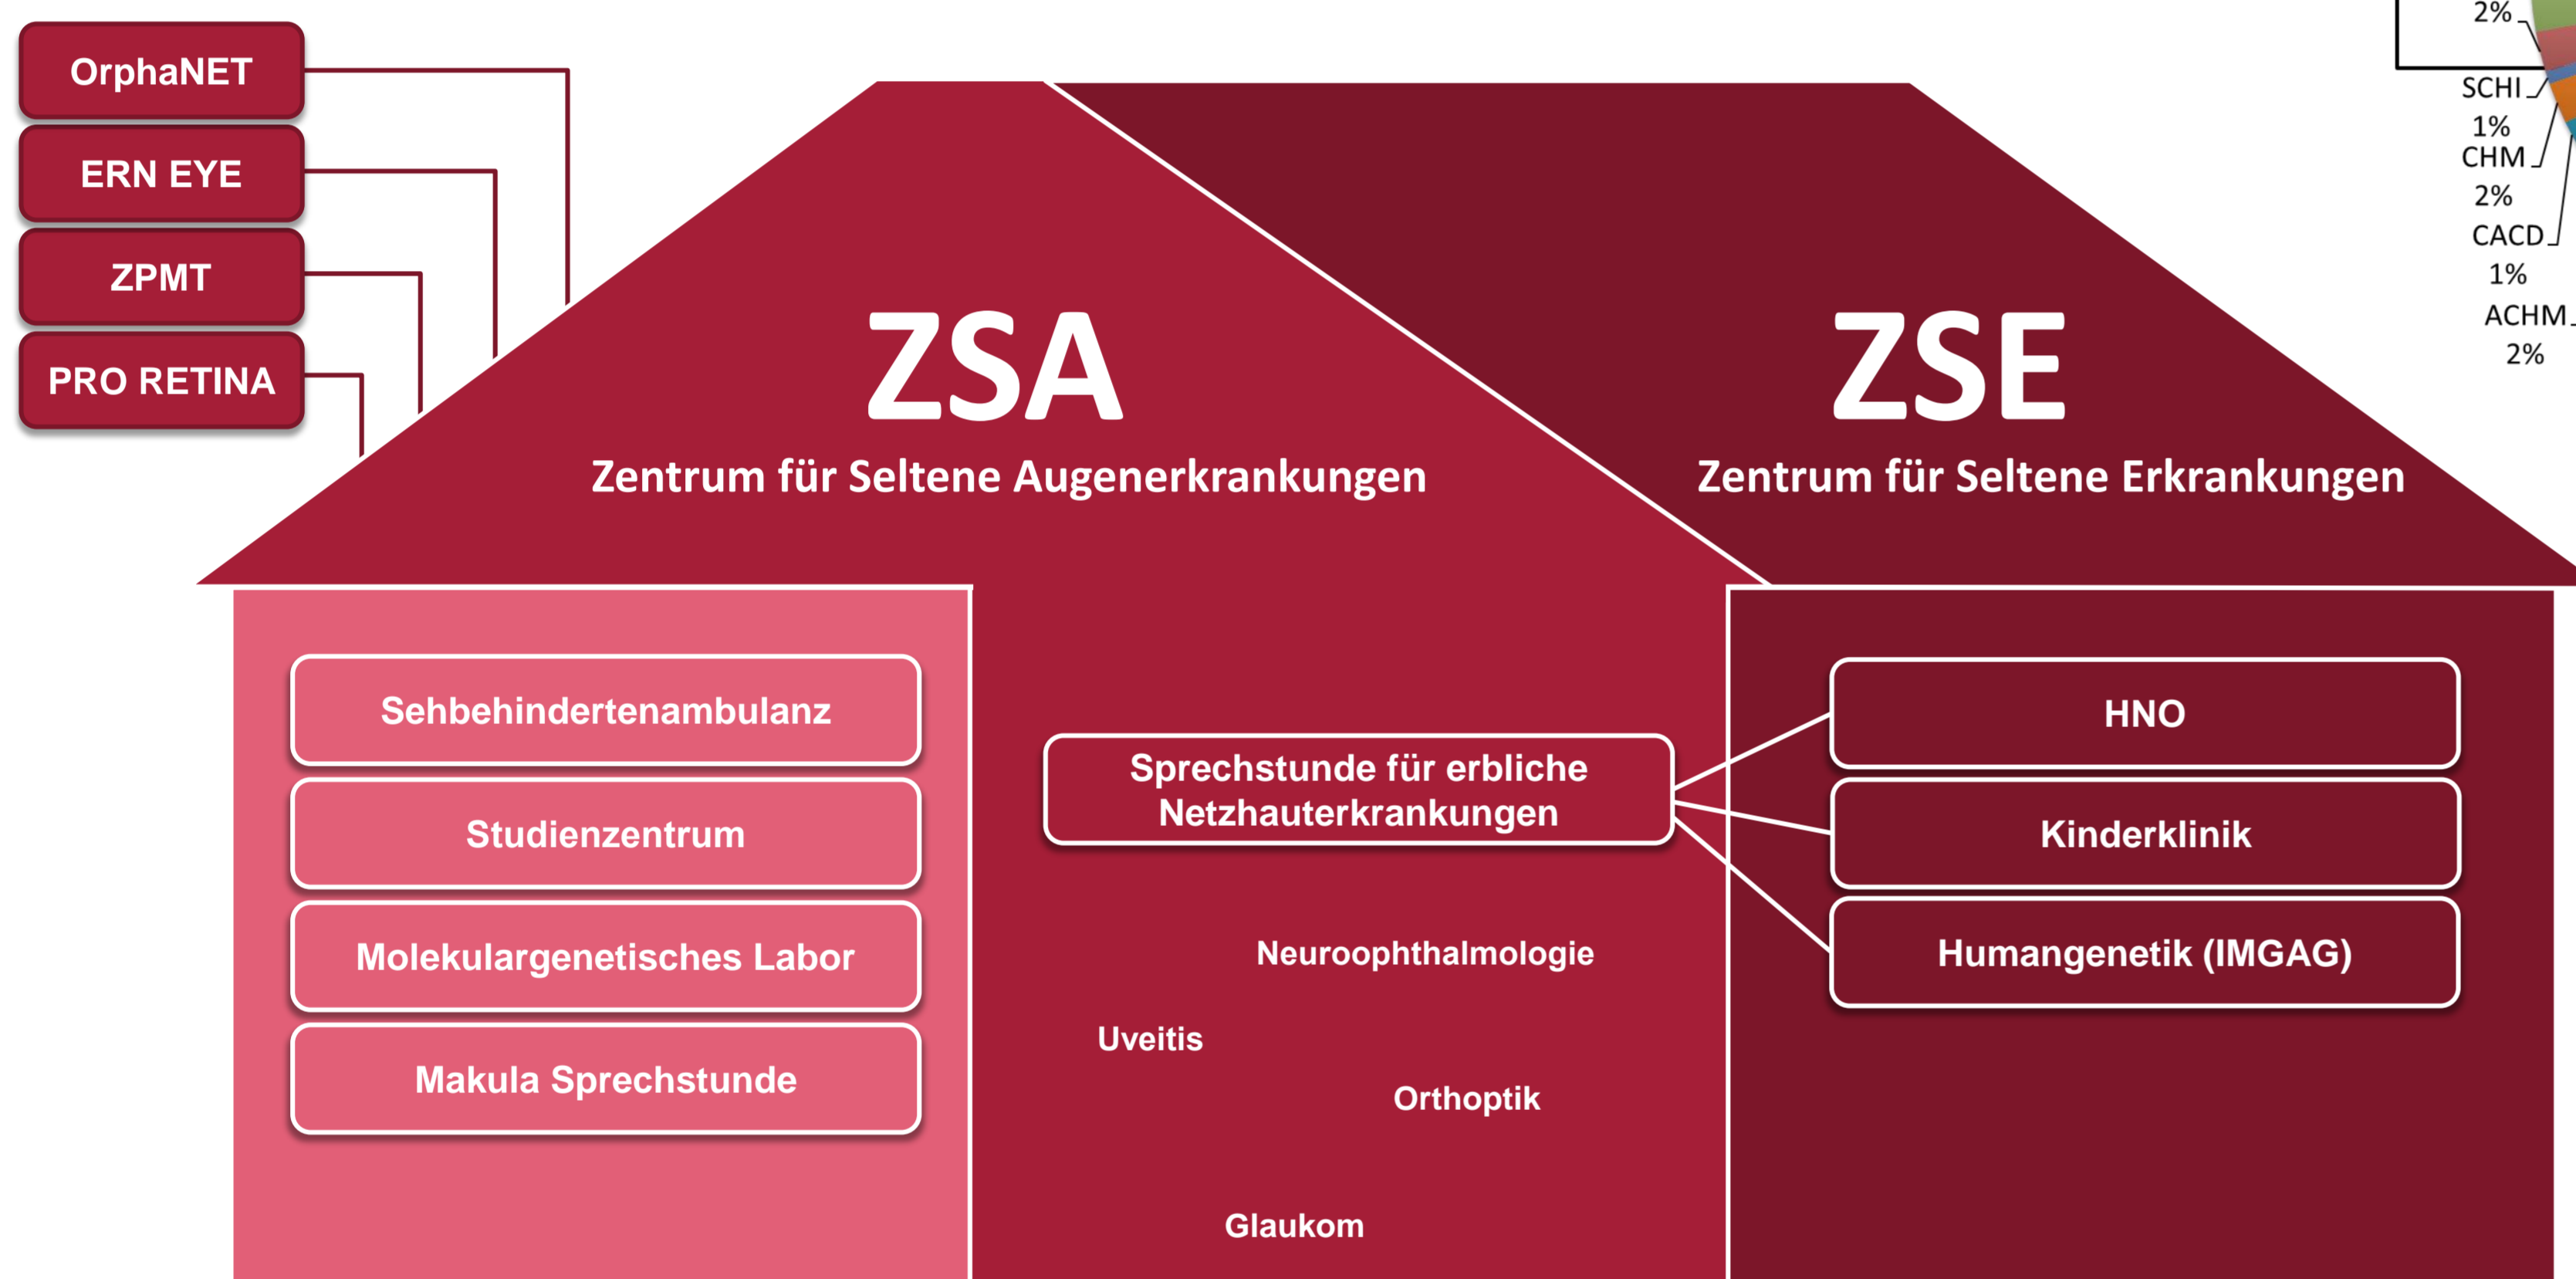 OrphaNET
ERN EYE
ZPMT
PRO RETINA
ZSA
Zentrum für Seltene Augenerkrankungen
ZSE
Zentrum für Seltene Erkrankungen
2%
SCHI
1%
CHM
2%
CACD
1%
ACHM
2%
Sehbehindertenambulanz
Studienzentrum
Molekulargenetisches Labor
Makula Sprechstunde
Sprechstunde für erbliche
Netzhauterkrankungen
Neuroophthalmologie
Uveitis
Orthoptik
Glaukom
HNO
Kinderklinik
Humangenetik (IMGAG)